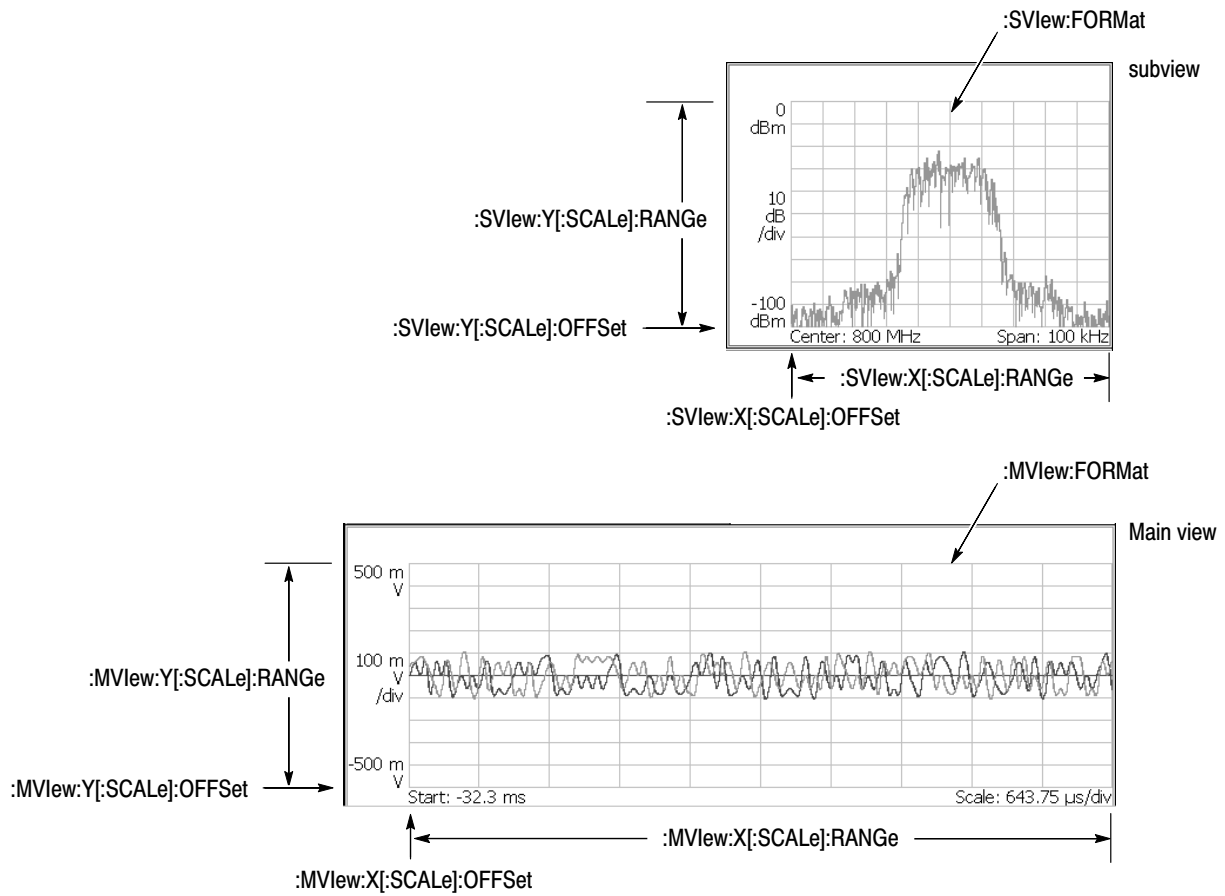 :SVIew:FORMat
subview
0
dBm
:SVIew:Y[:SCALe]:RANGe
10
dB
/div
:SVIew:Y[:SCALe]:OFFSet
-100
dBm
Center: 800 MHz Span: 100 kHz
:SVIew:X[:SCALe]:RANGe
:SVIew:X[:SCALe]:OFFSet
:MVIew:FORMat
Main view
500 m
V
:MVIew:Y[:SCALe]:RANGe
100 m
V
/div
:MVIew:Y[:SCALe]:OFFSet
-500 m
V
Start: -32.3 ms Scale: 643.75 µs/div
:MVIew:X[:SCALe]:RANGe
:MVIew:X[:SCALe]:OFFSet